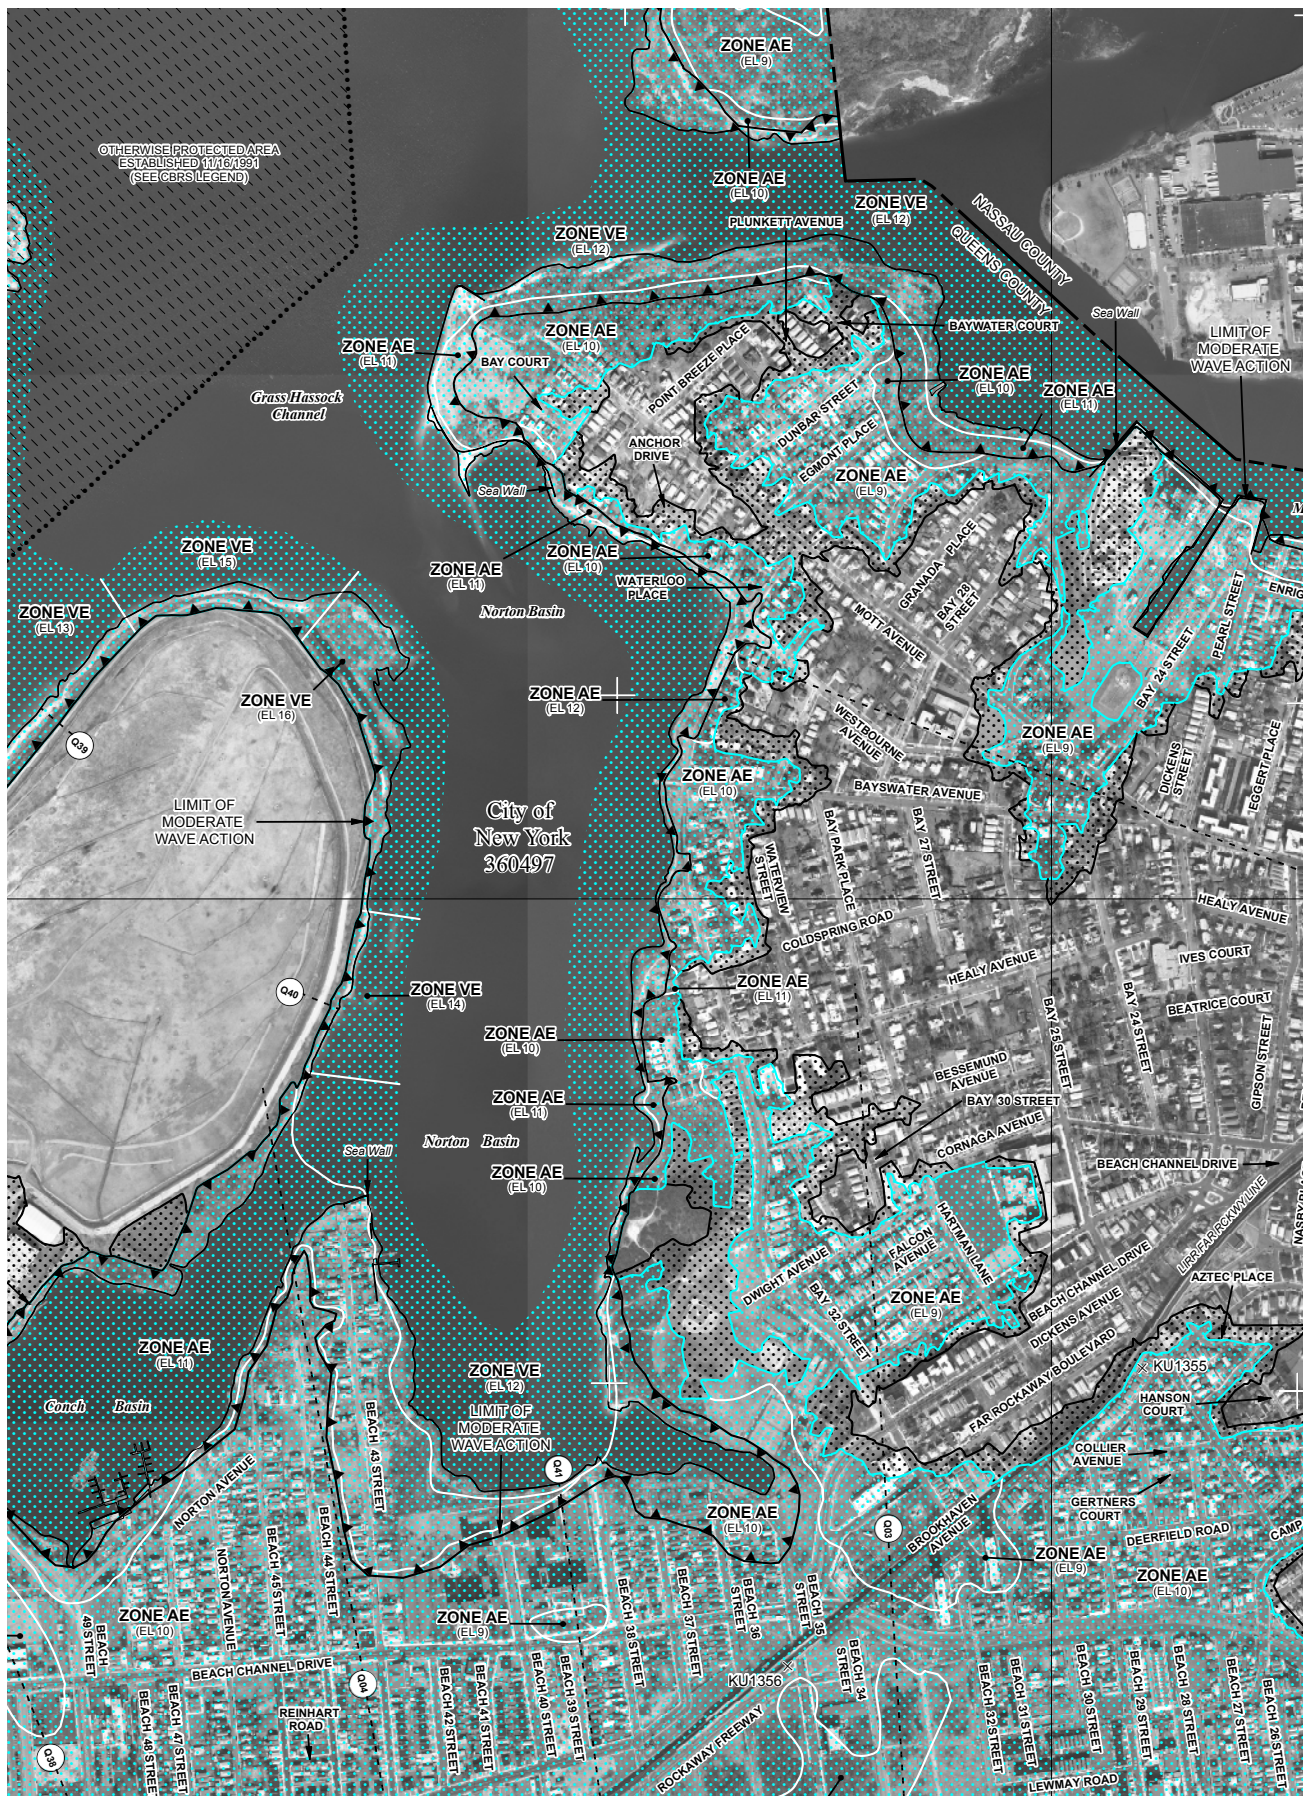 ZONE AE
(EL 9)
OTHERWISE PROTECTED AREA
ESTABLISHED 11/16/1991
(SEE CBRS LEGEND)
ZONE AE
(EL 10)
ZONE VE
(EL 12)
NASSAU COUNTY
QUEENS COUNTY
PLUNKETT AVENUE
ZONE VE
(EL 12)
Sea Wall
BAYWATER COURT
LIMIT OF
MODERATE
WAVE ACTION
ZONE AE
(EL 11)
ZONE AE
(EL 10)
BAY COURT
POINT BREEZE PLACE
ZONE AE
(EL 10)
ZONE AE
(EL 11)
Grass Hassock
Channel
DUNBAR STREET
EGMONT PLACE
ANCHOR
DRIVE
ZONE AE
(EL 9)
Sea Wall
ZONE VE
(EL 15)
ZONE AE
(EL 10)
ZONE AE
(EL 11)
WATERLOO
PLACE
GRANADA PLACE
BAY 28
STREET
MOTT AVENUE
PEARL STREET
ZONE VE
(EL 13)
Norton Basin
BAY 24 STREET
ZONE VE
(EL 16)
ZONE AE
(EL 12)
Q39
WESTBOURNE
AVENUE
ZONE AE
(EL 9)
DICKENS
STREET
EGGERT PLACE
ZONE AE
(EL 10)
BAYSWATER AVENUE
LIMIT OF
MODERATE
WAVE ACTION
City of
New York
360497
WATERVIEW
STREET
BAY PARK PLACE
BAY 27 STREET
COLDSPRING ROAD
HEALY AVENUE
IVES COURT
HEALY AVENUE
ZONE AE
(EL 11)
Q40
ZONE VE
(EL 14)
BEATRICE COURT
BAY 25 STREET
BAY 24 STREET
GIPSON STREET
ZONE AE
(EL 10)
BESSEMUND
AVENUE
ZONE AE
(EL 11)
BAY 30 STREET
CORNAGA AVENUE
Norton Basin
Sea Wall
BEACH CHANNEL DRIVE
ZONE AE
(EL 10)
LIRR FAR RCKWY LINE
HARTMAN LANE
FALCON
AVENUE
DWIGHT AVENUE
BAY 32 STREET
ZONE AE
(EL 9)
BEACH CHANNEL DRIVE
DICKENS AVENUE
AZTEC PLACE
FAR ROCKAWAY BOULEVARD
KU1355
ZONE AE
(EL 11)
ZONE VE
(EL 12)
HANSON
COURT
Conch Basin
LIMIT OF
MODERATE
WAVE ACTION
BEACH 43 STREET
COLLIER
AVENUE
Q41
NORTON AVENUE
GERTNERS
COURT
ZONE AE
(EL 10)
Q03
BROOKHAVEN
AVENUE
DEERFIELD ROAD
ZONE AE
(EL 9)
ZONE AE
(EL 10)
BEACH 44 STREET
BEACH 45 STREET
NORTON AVENUE
BEACH
49 STREET
ZONE AE
(EL 10)
ZONE AE
(EL 9)
BEACH 38 STREET
BEACH 37 STREET
BEACH 36
STREET
BEACH 35
STREET
BEACH 34
STREET
BEACH CHANNEL DRIVE
KU1356
Q04
Q38
BEACH 48 STREET
BEACH 47 STREET
REINHART
ROAD
BEACH 42 STREET
BEACH 41 STREET
BEACH 40 STREET
BEACH 39 STREET
ROCKAWAY FREEWAY
BEACH 32 STREET
BEACH 31 STREET
BEACH 30 STREET
BEACH 29 STREET
BEACH 28 STREET
BEACH 27 STREET
BEACH 26 STREET
LEWMAY ROAD